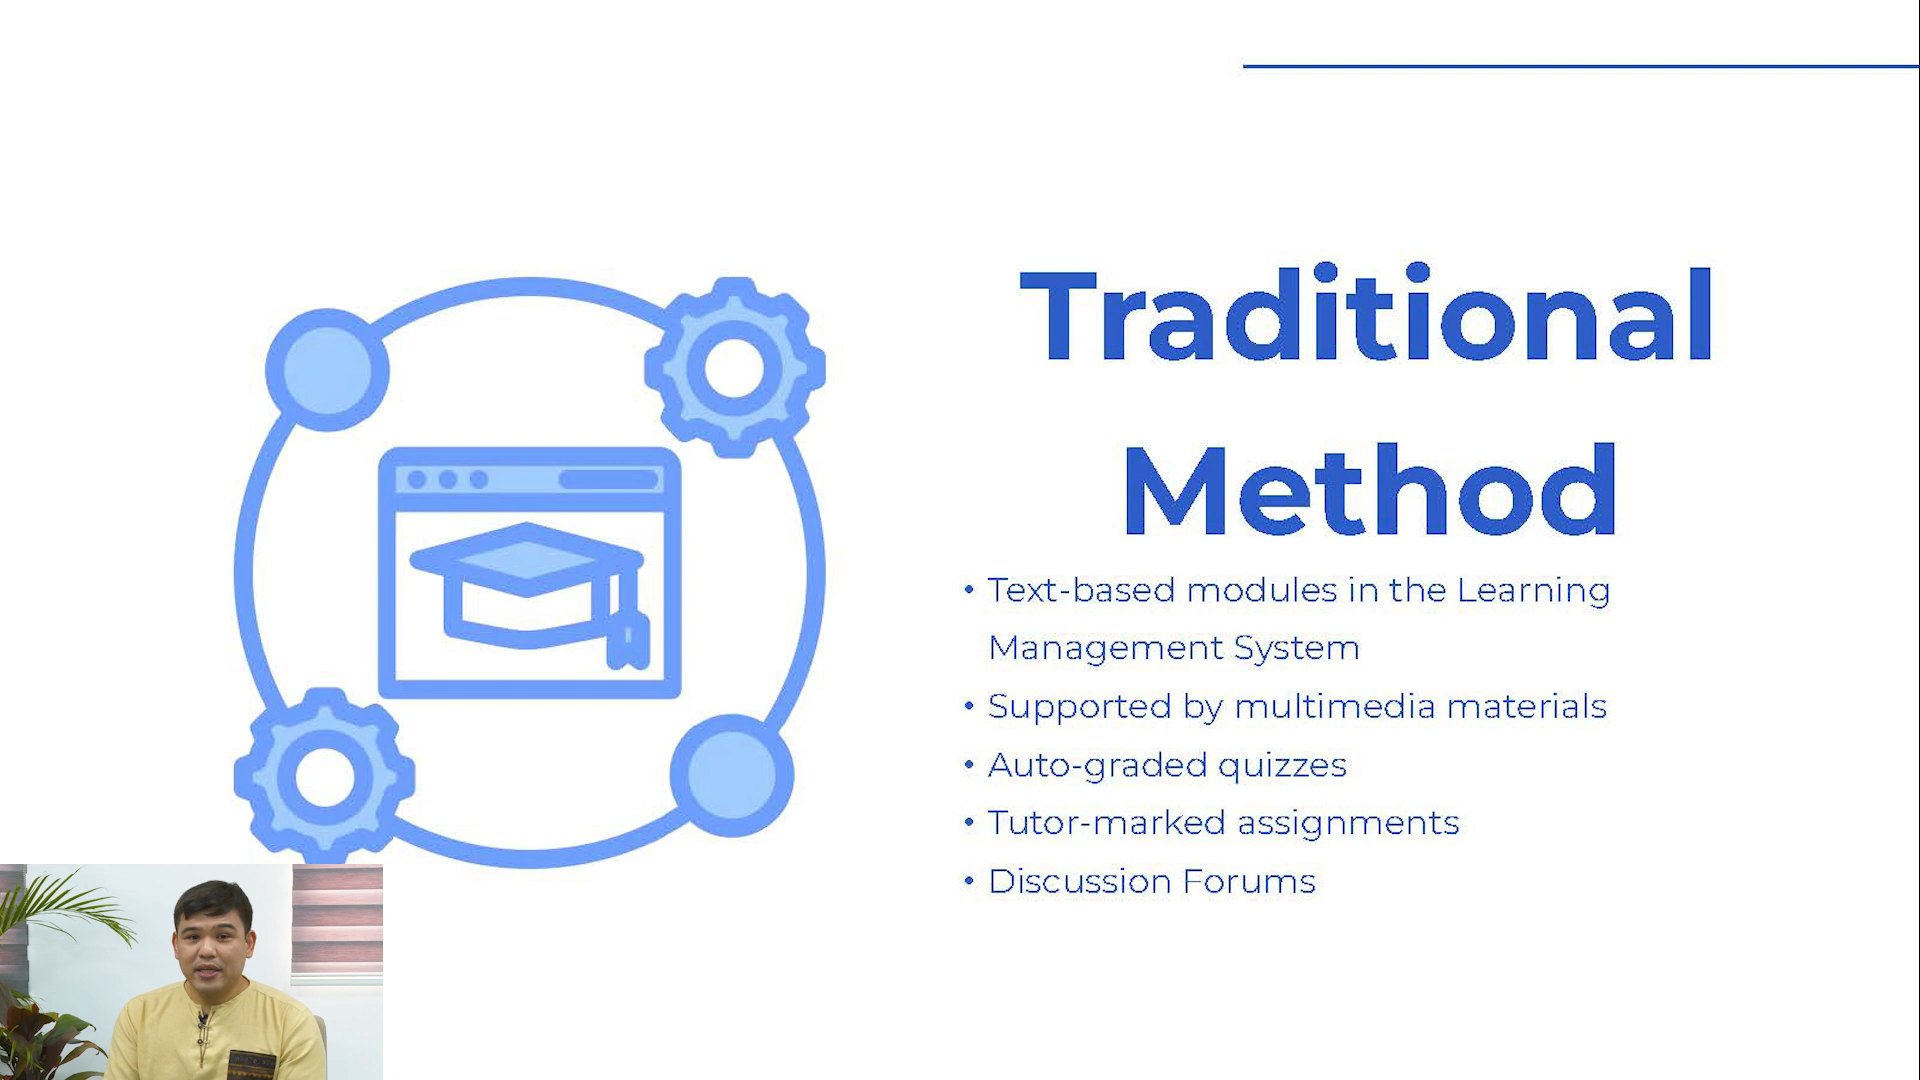 Traditional
Method
• Text-based modules in the Learning
Management System
• Supported by multimedia materials
• Auto-graded quizzes
• Tutor-marked assignments
• Discussion Forums